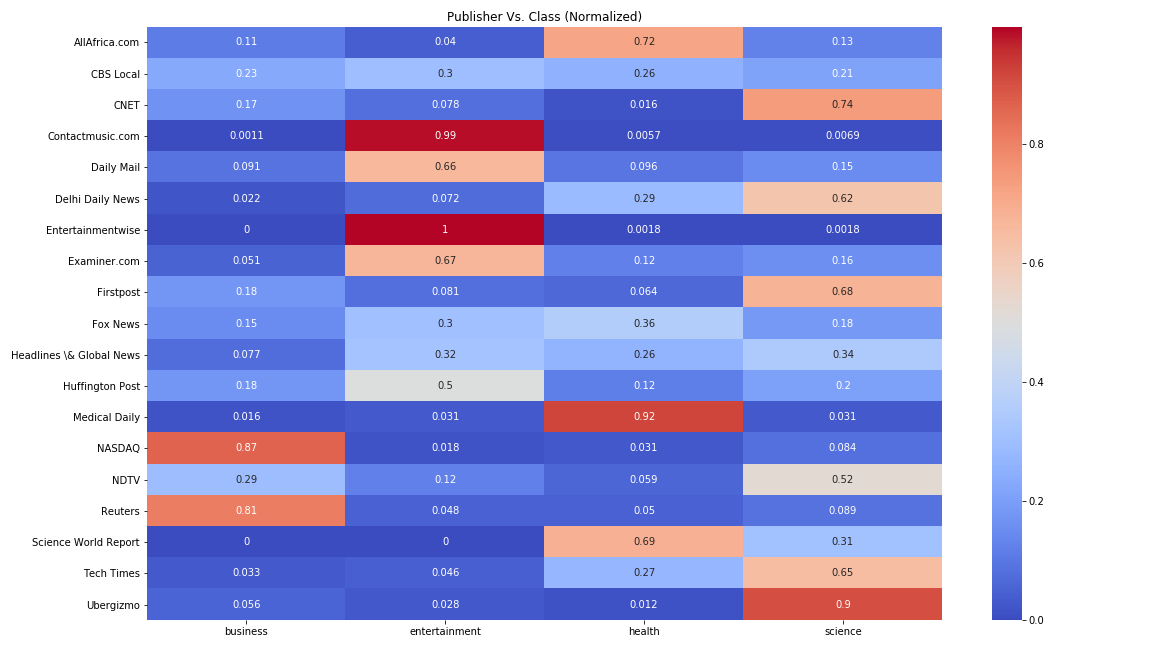 Publisher Vs. Class (Normalized)
AllAfrica.com 0.11 0.04 0.72 0.13
CBS Local 0.23 0.3 0.26 0.21
CNET 0.17 0.078 0.016 0.74
Contactmusic.com 0.0011 0.99 0.0057 0.0069
Daily Mail 0.091 0.66 0.096 0.15
Delhi Daily News 0.022 0.072 0.29 0.62
Entertainmentwise 0 1 0.0018 0.0018
Examiner.com 0.051 0.67 0.12 0.16
Firstpost 0.18 0.081 0.064 0.68
Fox News 0.15 0.3 0.36 0.18
Headlines \& Global News 0.077 0.32 0.26 0.34
Huffington Post 0.18 0.5 0.12 0.2
Medical Daily 0.016 0.031 0.92 0.031
NASDAQ 0.87 0.018 0.031 0.084
NDTV 0.29 0.12 0.059 0.52
Reuters 0.81 0.048 0.05 0.089
Science World Report 0 0 0.69 0.31
Tech Times 0.033 0.046 0.27 0.65
Ubergizmo 0.056 0.028 0.012 0.9
business entertainment health science
0.8
0.6
0.4
0.2
0.0